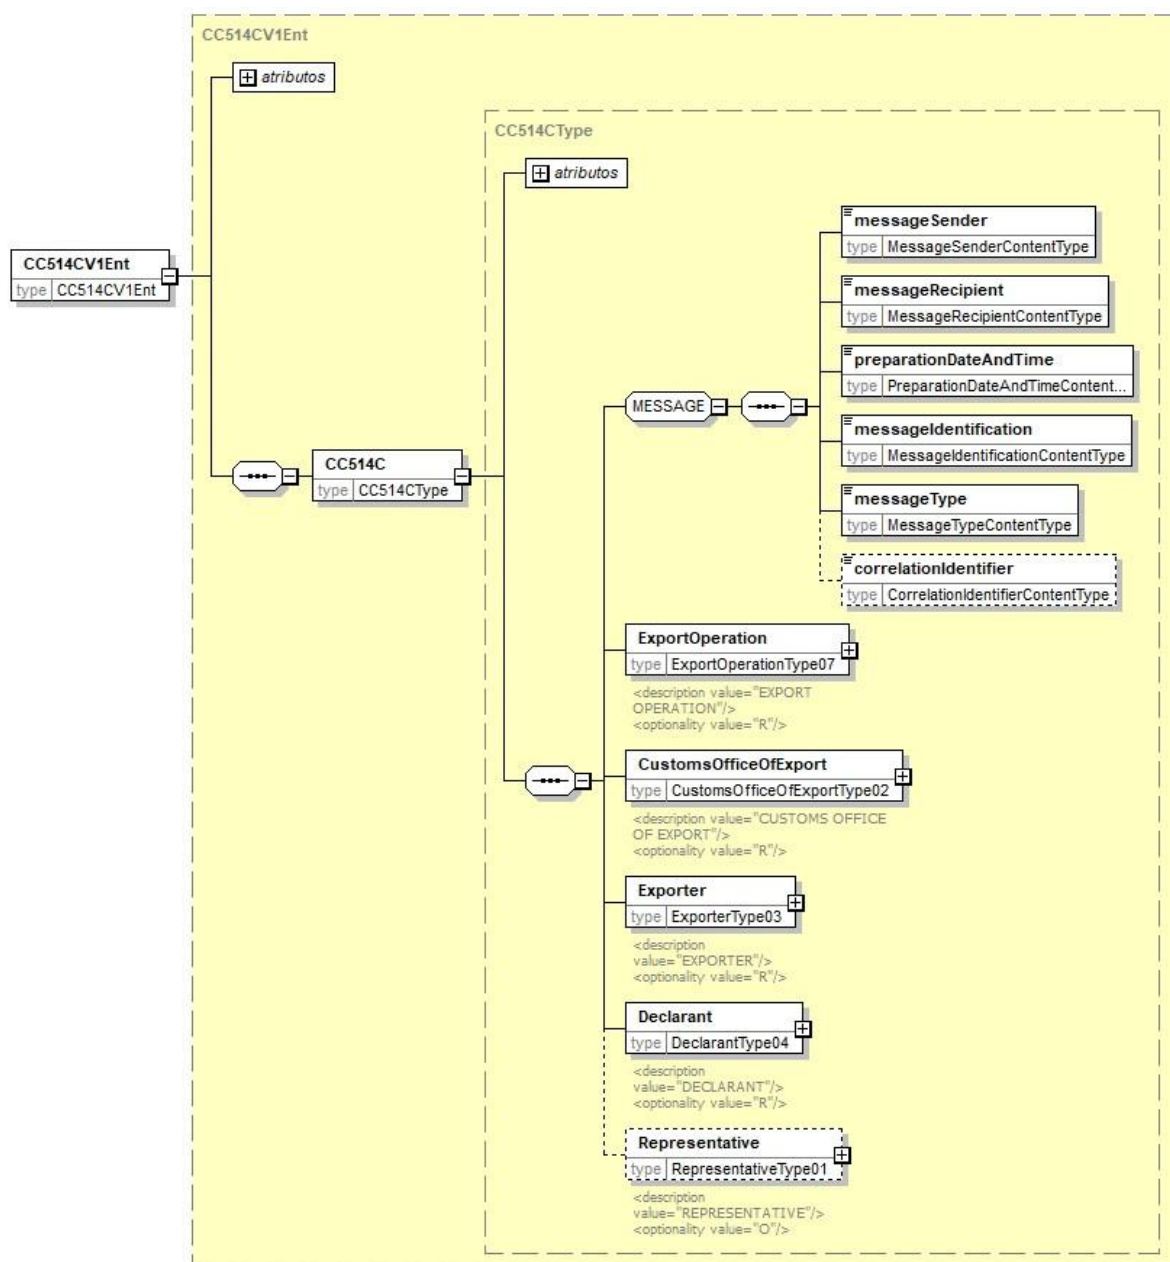 CC514CV1Ent
atributos
CC514CType
atributos
CC514CV1Ent
type CC514CV1Ent
CC514C
type CC514CType
MESSAGE
messageSender
type MessageSenderContentType
messageRecipient
type MessageRecipientContentType
preparationDateAndTime
type PreparationDateAndTimeContent...
messageIdentification
type MessageIdentificationContentType
messageType
type MessageTypeContentType
correlationIdentifier
type CorrelationIdentifierContentType
ExportOperation
type ExportOperationType07
<description value="EXPORT
OPERATION"/>
<optionality value="R"/>
CustomsOfficeOfExport
type CustomsOfficeOfExportType02
<description value="CUSTOMS OFFICE
OF EXPORT"/>
<optionality value="R"/>
Exporter
type ExporterType03
<description
value="EXPORTER"/>
<optionality value="R"/>
Declarant
type DeclarantType04
<description
value="DECLARANT"/>
<optionality value="R"/>
Representative
type RepresentativeType01
<description
value="REPRESENTATIVE"/>
<optionality value="O"/>